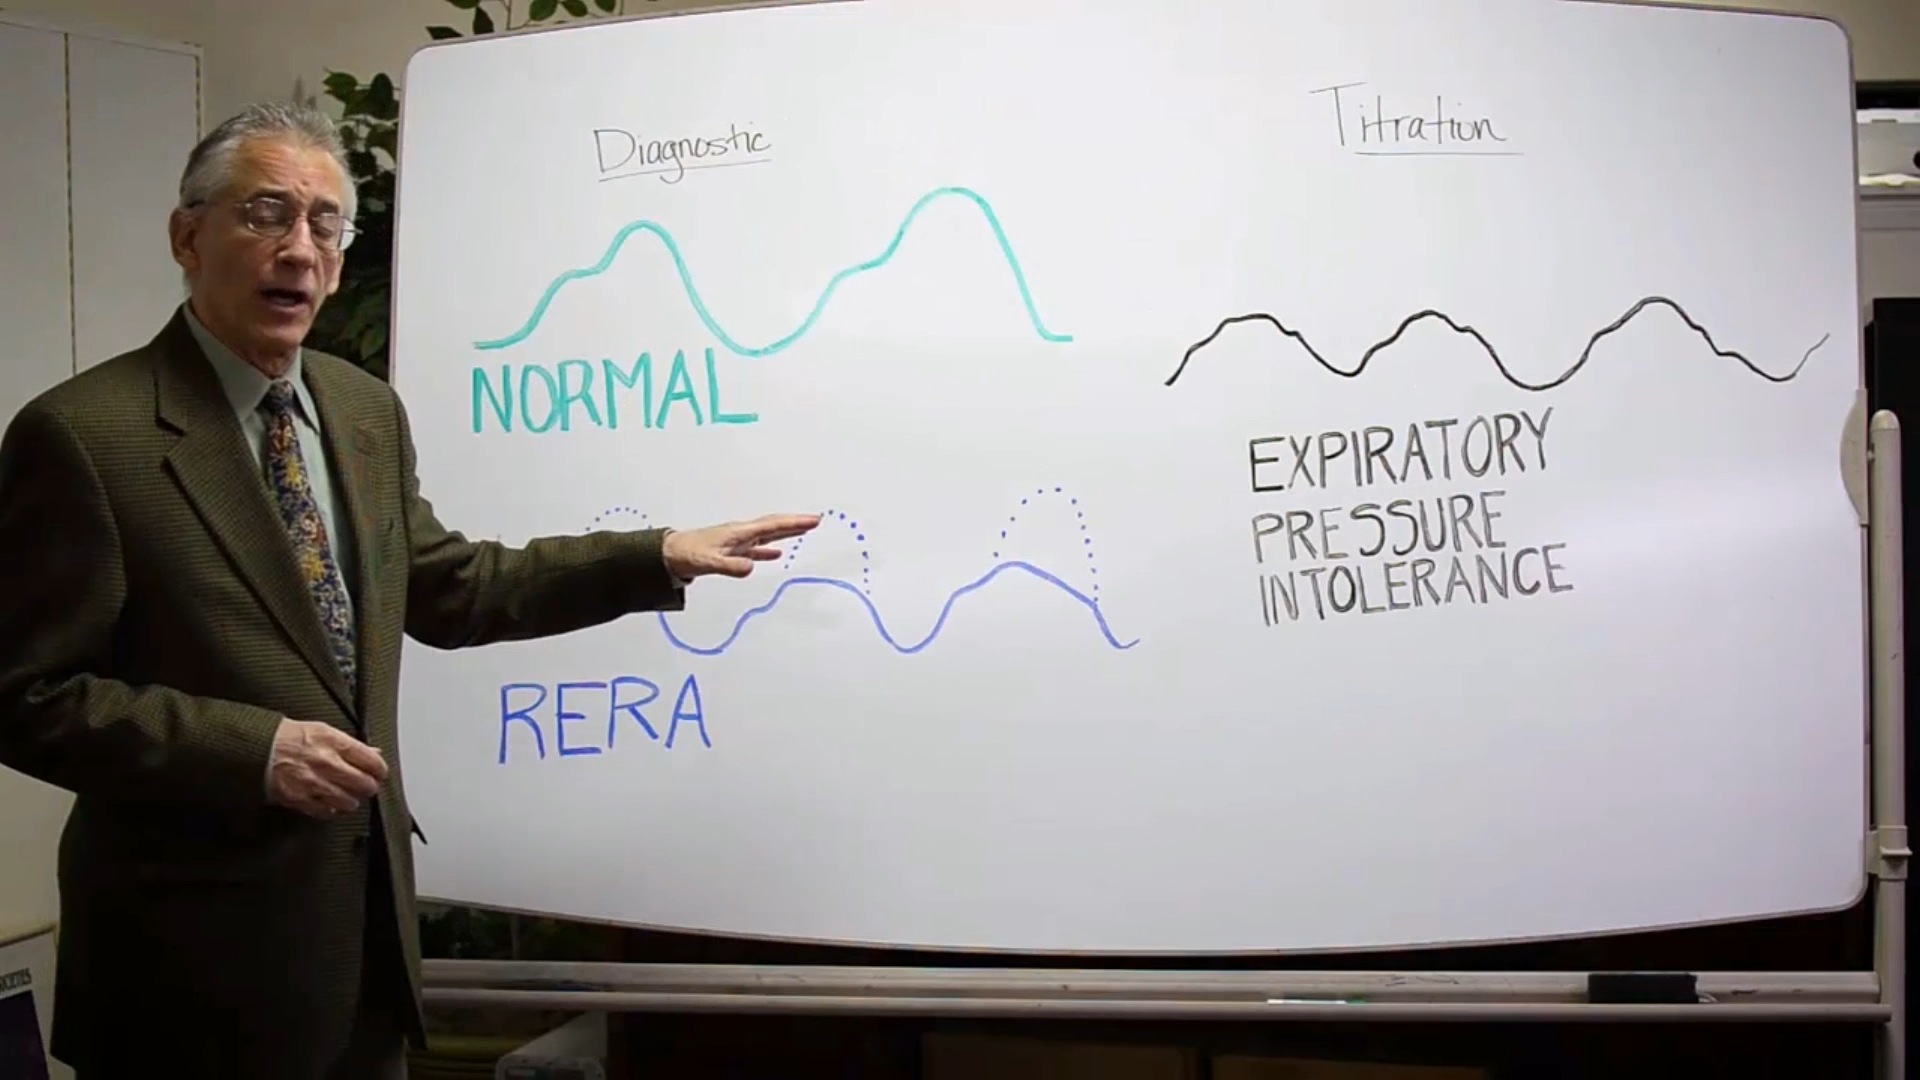 Diagnostic
Titration
NORMAL
EXPIRATORY
PRESSURE
INTOLERANCE
RERA